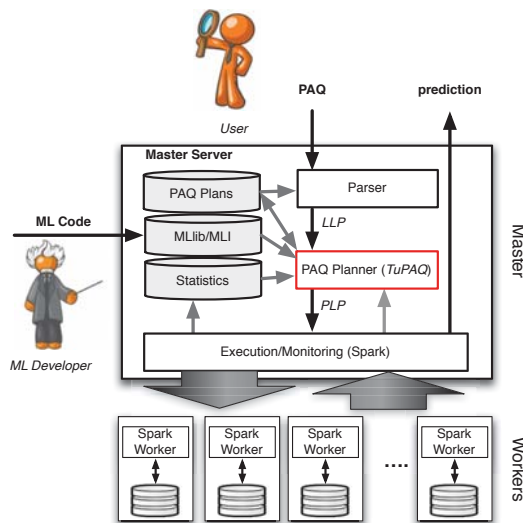 PAQ
prediction
User
Master Server
PAQ Plans
Parser
ML Code
LLP
MLlib/MLI
PAQ Planner (TuPAQ)
Statistics
PLP
Master
ML Developer
Execution/Monitoring (Spark)
Spark
Worker
Spark
Worker
Spark
Worker
....
Spark
Worker
Workers